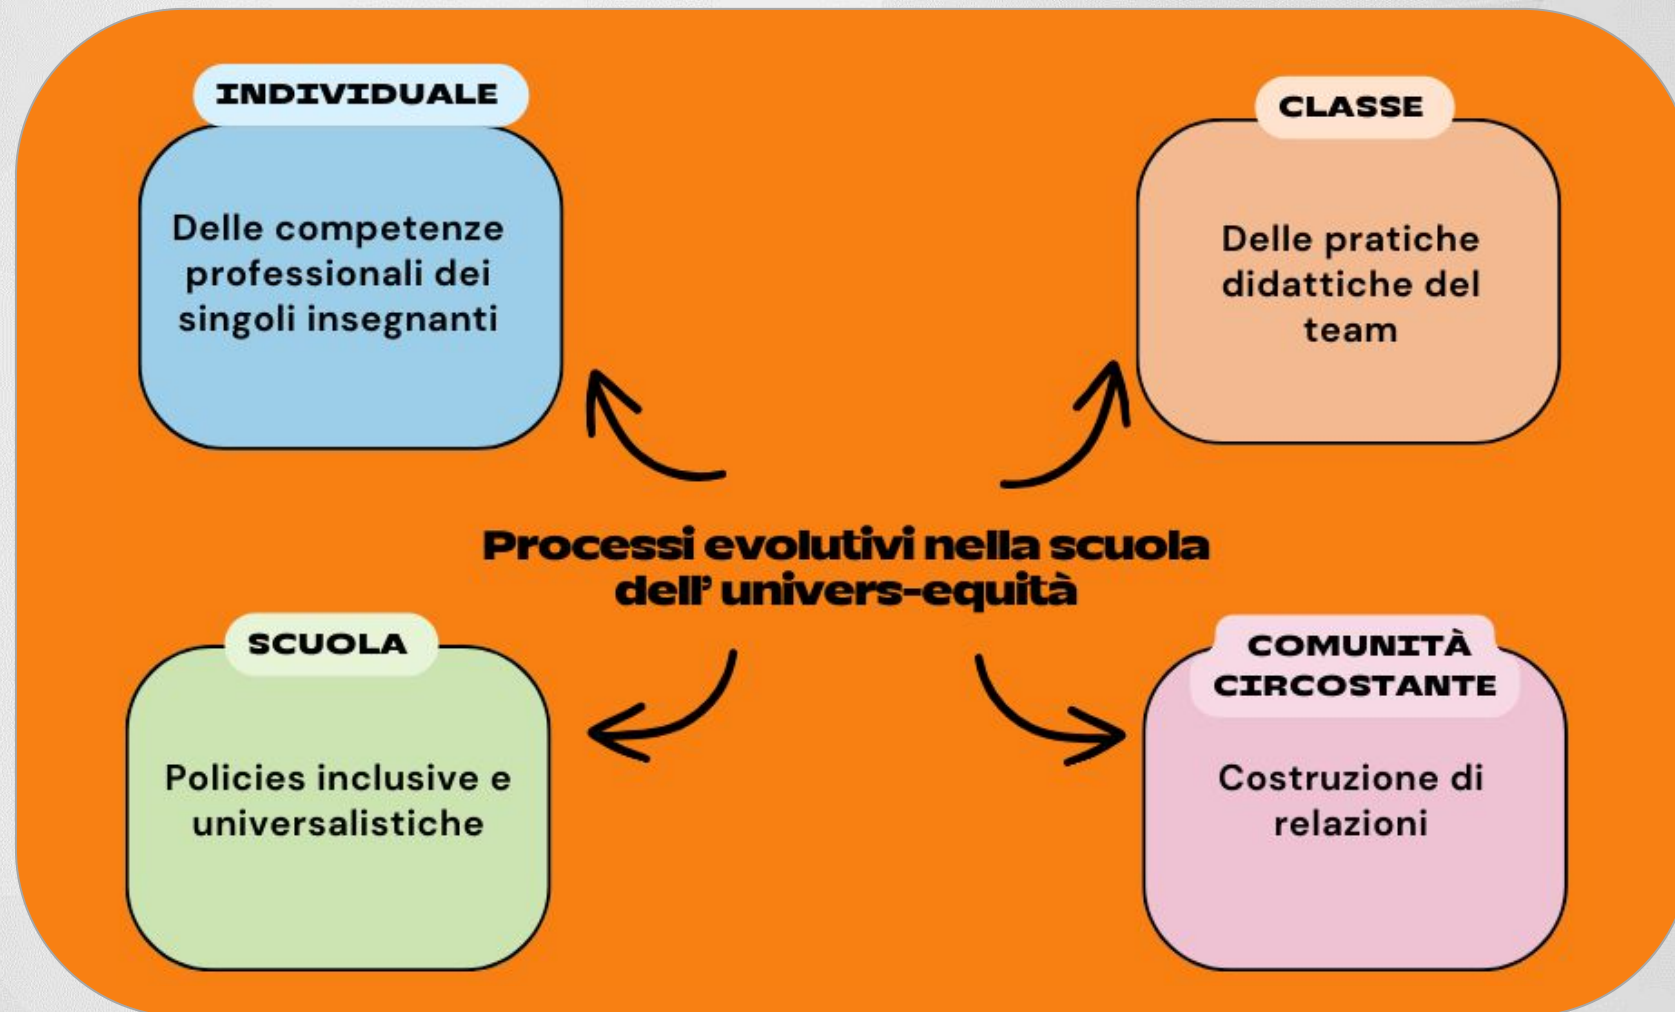 INDIVIDUALE
Delle competenze
professionali dei
singoli insegnanti
CLASSE
Delle pratiche
didattiche del
team
Processi evolutivi nella scuola
dell' univers-equità
SCUOLA
Policies inclusive e
universalistiche
COMUNITÀ
CIRCOSTANTE
Costruzione di
relazioni